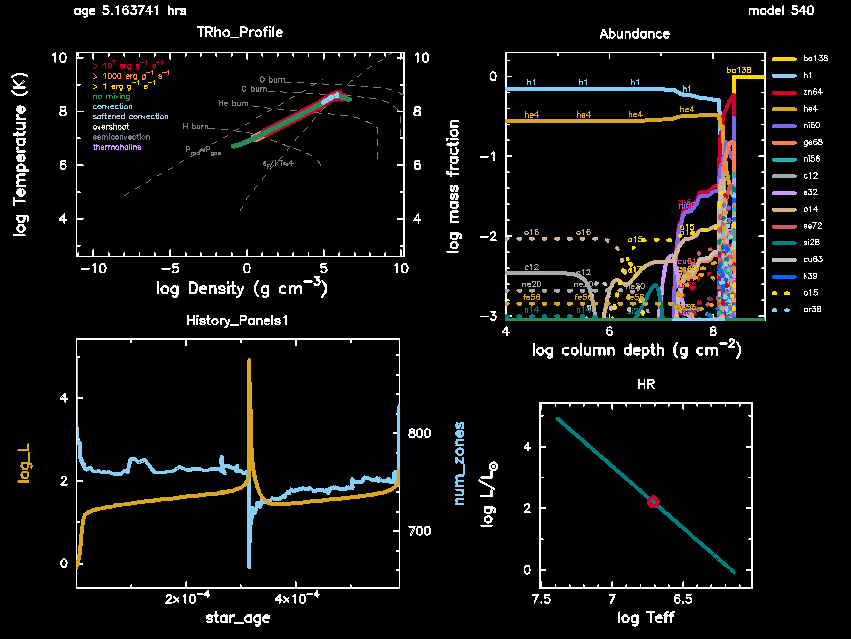 age 5.163741 hrs
model 540
TRho_Profile
> 10⁷ erg g⁻¹ s⁻¹
> 1000 erg g⁻¹ s⁻¹
> 1 erg g⁻¹ s⁻¹
no mixing
convection
softened convection
overshoot
semiconvection
thermohaline
O burn
C burn
He burn
H burn
log Temperature (K)
10
8
6
4
10
8
6
4
−10
−5
0
5
10
log Density (g cm⁻³)
Abundance
log mass fraction
0
−1
−2
−3
4
6
8
log column depth (g cm⁻²)
ba138
h1
h1
h1
h1
he4
he4
he4
he4
o16
o16
o15
c12
c12
ne20
fe56
fe56
n14
ba138
h1
zn64
he4
ni60
ge68
ni56
c12
s32
o14
se72
si28
cu63
k39
o15
ar38
History_Panels1
log_L
4
2
0
800
700
num_zones
2×10⁻⁴
4×10⁻⁴
star_age
HR
log L/L☉
4
2
0
7.5
7
6.5
log Teff